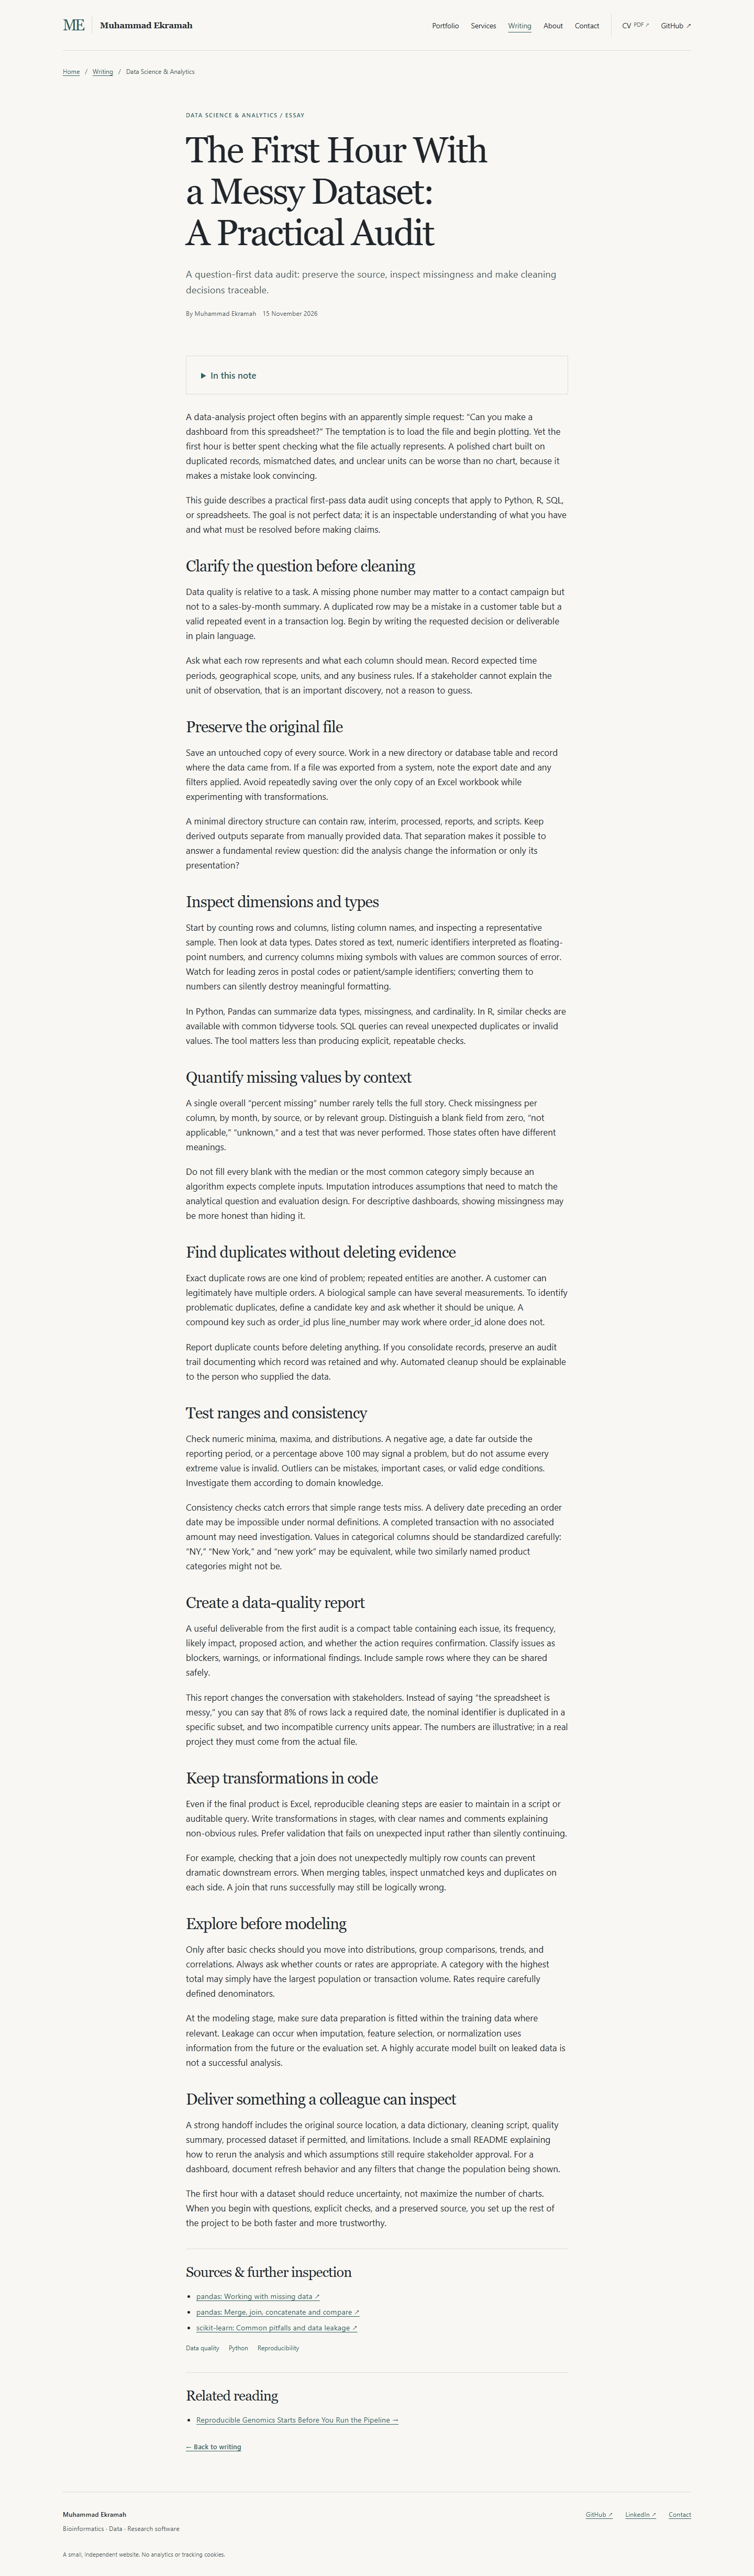 ME
Muhammad Ekramah
Portfolio Services Writing About Contact CV PDF ↗ GitHub ↗
Home / Writing / Data Science & Analytics
DATA SCIENCE & ANALYTICS / ESSAY
The First Hour With
a Messy Dataset:
A Practical Audit
A question-first data audit: preserve the source, inspect missingness and make cleaning
decisions traceable.
By Muhammad Ekramah 15 November 2026
▶ In this note
A data-analysis project often begins with an apparently simple request: “Can you make a
dashboard from this spreadsheet?” The temptation is to load the file and begin plotting. Yet the
first hour is better spent checking what the file actually represents. A polished chart built on
duplicated records, mismatched dates, and unclear units can be worse than no chart, because it
makes a mistake look convincing.
This guide describes a practical first-pass data audit using concepts that apply to Python, R, SQL,
or spreadsheets. The goal is not perfect data; it is an inspectable understanding of what you have
and what must be resolved before making claims.
Clarify the question before cleaning
Data quality is relative to a task. A missing phone number may matter to a contact campaign but
not to a sales-by-month summary. A duplicated row may be a mistake in a customer table but a
valid repeated event in a transaction log. Begin by writing the requested decision or deliverable
in plain language.
Ask what each row represents and what each column should mean. Record expected time
periods, geographical scope, units, and any business rules. If a stakeholder cannot explain the
unit of observation, that is an important discovery, not a reason to guess.
Preserve the original file
Save an untouched copy of every source. Work in a new directory or database table and record
where the data came from. If a file was exported from a system, note the export date and any
filters applied. Avoid repeatedly saving over the only copy of an Excel workbook while
experimenting with transformations.
A minimal directory structure can contain raw, interim, processed, reports, and scripts. Keep
derived outputs separate from manually provided data. That separation makes it possible to
answer a fundamental review question: did the analysis change the information or only its
presentation?
Inspect dimensions and types
Start by counting rows and columns, listing column names, and inspecting a representative
sample. Then look at data types. Dates stored as text, numeric identifiers interpreted as floating-
point numbers, and currency columns mixing symbols with values are common sources of error.
Watch for leading zeros in postal codes or patient/sample identifiers; converting them to
numbers can silently destroy meaningful formatting.
In Python, Pandas can summarize data types, missingness, and cardinality. In R, similar checks are
available with common tidyverse tools. SQL queries can reveal unexpected duplicates or invalid
values. The tool matters less than producing explicit, repeatable checks.
Quantify missing values by context
A single overall “percent missing” number rarely tells the full story. Check missingness per
column, by month, by source, or by relevant group. Distinguish a blank field from zero, “not
applicable,” “unknown,” and a test that was never performed. Those states often have different
meanings.
Do not fill every blank with the median or the most common category simply because an
algorithm expects complete inputs. Imputation introduces assumptions that need to match the
analytical question and evaluation design. For descriptive dashboards, showing missingness may
be more honest than hiding it.
Find duplicates without deleting evidence
Exact duplicate rows are one kind of problem; repeated entities are another. A customer can
legitimately have multiple orders. A biological sample can have several measurements. To identify
problematic duplicates, define a candidate key and ask whether it should be unique. A
compound key such as order_id plus line_number may work where order_id alone does not.
Report duplicate counts before deleting anything. If you consolidate records, preserve an audit
trail documenting which record was retained and why. Automated cleanup should be explainable
to the person who supplied the data.
Test ranges and consistency
Check numeric minima, maxima, and distributions. A negative age, a date far outside the
reporting period, or a percentage above 100 may signal a problem, but do not assume every
extreme value is invalid. Outliers can be mistakes, important cases, or valid edge conditions.
Investigate them according to domain knowledge.
Consistency checks catch errors that simple range tests miss. A delivery date preceding an order
date may be impossible under normal definitions. A completed transaction with no associated
amount may need investigation. Values in categorical columns should be standardized carefully:
“NY,” “New York,” and “new york” may be equivalent, while two similarly named product
categories might not be.
Create a data-quality report
A useful deliverable from the first audit is a compact table containing each issue, its frequency,
likely impact, proposed action, and whether the action requires confirmation. Classify issues as
blockers, warnings, or informational findings. Include sample rows where they can be shared
safely.
This report changes the conversation with stakeholders. Instead of saying “the spreadsheet is
messy,” you can say that 8% of rows lack a required date, the nominal identifier is duplicated in a
specific subset, and two incompatible currency units appear. The numbers are illustrative; in a real
project they must come from the actual file.
Keep transformations in code
Even if the final product is Excel, reproducible cleaning steps are easier to maintain in a script or
auditable query. Write transformations in stages, with clear names and comments explaining
non-obvious rules. Prefer validation that fails on unexpected input rather than silently continuing.
For example, checking that a join does not unexpectedly multiply row counts can prevent
dramatic downstream errors. When merging tables, inspect unmatched keys and duplicates on
each side. A join that runs successfully may still be logically wrong.
Explore before modeling
Only after basic checks should you move into distributions, group comparisons, trends, and
correlations. Always ask whether counts or rates are appropriate. A category with the highest
total may simply have the largest population or transaction volume. Rates require carefully
defined denominators.
At the modeling stage, make sure data preparation is fitted within the training data where
relevant. Leakage can occur when imputation, feature selection, or normalization uses
information from the future or the evaluation set. A highly accurate model built on leaked data is
not a successful analysis.
Deliver something a colleague can inspect
A strong handoff includes the original source location, a data dictionary, cleaning script, quality
summary, processed dataset if permitted, and limitations. Include a small README explaining
how to rerun the analysis and which assumptions still require stakeholder approval. For a
dashboard, document refresh behavior and any filters that change the population being shown.
The first hour with a dataset should reduce uncertainty, not maximize the number of charts.
When you begin with questions, explicit checks, and a preserved source, you set up the rest of
the project to be both faster and more trustworthy.
Sources & further inspection
• pandas: Working with missing data ↗
• pandas: Merge, join, concatenate and compare ↗
• scikit-learn: Common pitfalls and data leakage ↗
Data quality Python Reproducibility
Related reading
• Reproducible Genomics Starts Before You Run the Pipeline →
← Back to writing
Muhammad Ekramah
GitHub ↗ LinkedIn ↗ Contact
Bioinformatics · Data · Research software
A small, independent website. No analytics or tracking cookies.